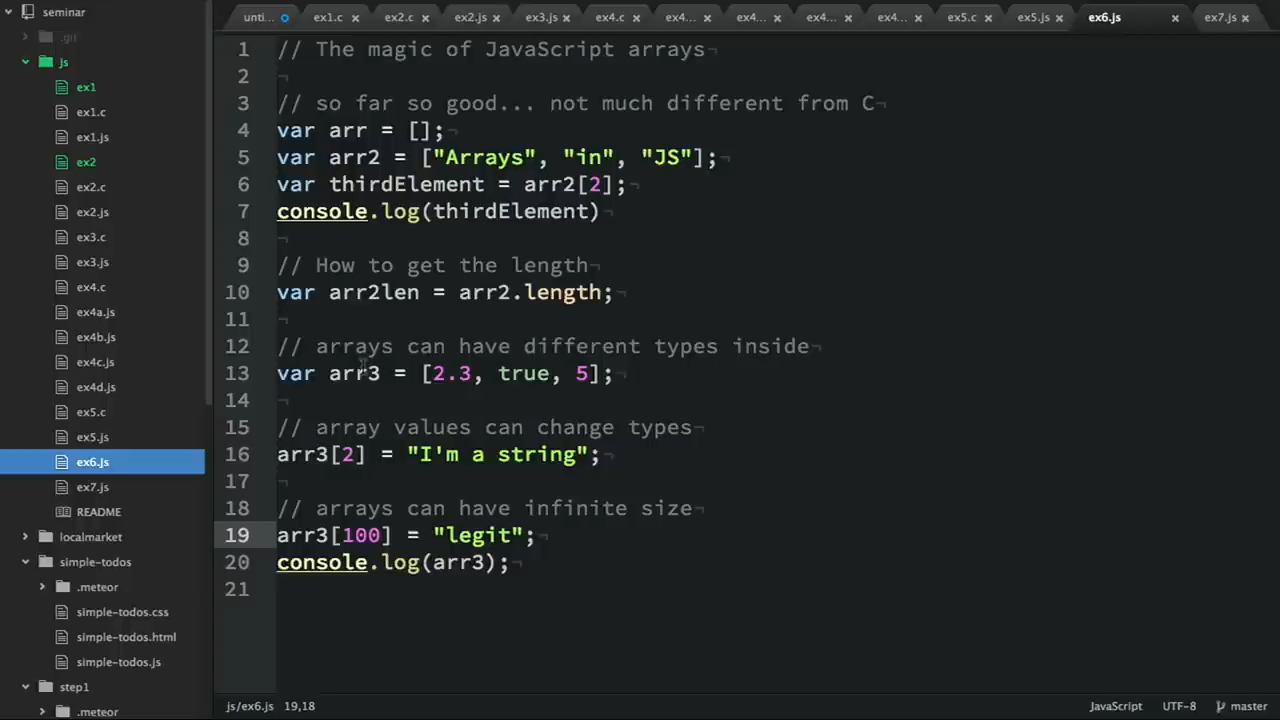 seminar
.git
js
ex1
ex1.c
ex1.js
ex2
ex2.c
ex2.js
ex3.c
ex3.js
ex4.c
ex4a.js
ex4b.js
ex4c.js
ex4d.js
ex5.c
ex5.js
ex6.js
ex7.js
README
localmarket
simple-todos
.meteor
simple-todos.css
simple-todos.html
simple-todos.js
step1
.meteor
unti... ex1.c ex2.c ex2.js ex3.js ex4.c ex4... ex4... ex4... ex4... ex5.c ex5.js ex6.js ex7.js
1 // The magic of JavaScript arrays
2
3 // so far so good... not much different from C
4 var arr = [];
5 var arr2 = ["Arrays", "in", "JS"];
6 var thirdElement = arr2[2];
7 console.log(thirdElement)
8
9 // How to get the length
10 var arr2len = arr2.length;
11
12 // arrays can have different types inside
13 var arr3 = [2.3, true, 5];
14
15 // array values can change types
16 arr3[2] = "I'm a string";
17
18 // arrays can have infinite size
19 arr3[100] = "legit";
20 console.log(arr3);
21
js/ex6.js 19,18 JavaScript UTF-8 master